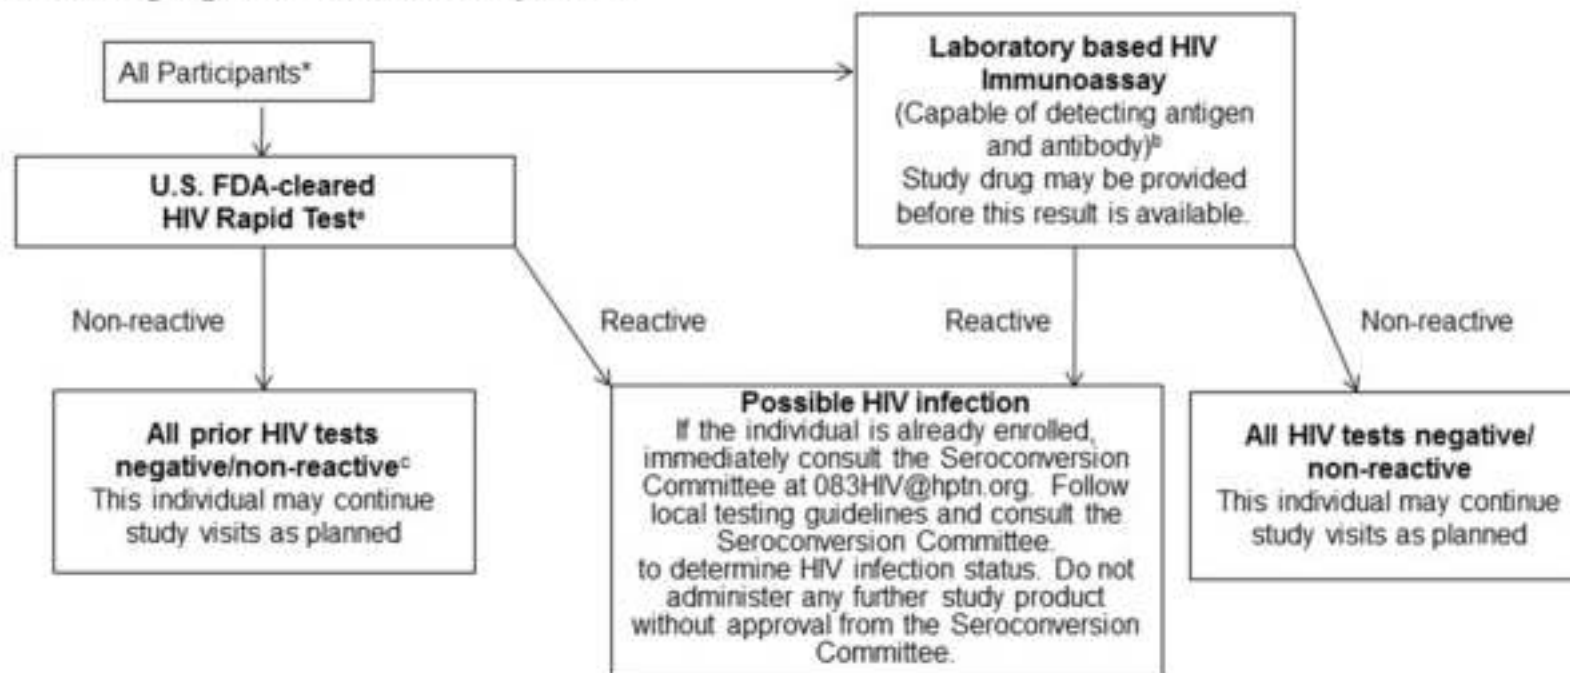 All Participants*
Laboratory based HIV
Immunoassay
(Capable of detecting antigen
and antibody)ᵇ
Study drug may be provided
before this result is available.
U.S. FDA-cleared
HIV Rapid Testᵃ
Non-reactive
Reactive
Reactive
Non-reactive
All prior HIV tests
negative/non-reactiveᶜ
This individual may continue
study visits as planned
Possible HIV infection
If the individual is already enrolled,
immediately consult the Seroconversion
Committee at 083HIV@hptn.org. Follow
local testing guidelines and consult the
Seroconversion Committee.
to determine HIV infection status. Do not
administer any further study product
without approval from the Seroconversion
Committee.
All HIV tests negative/
non-reactive
This individual may continue
study visits as planned